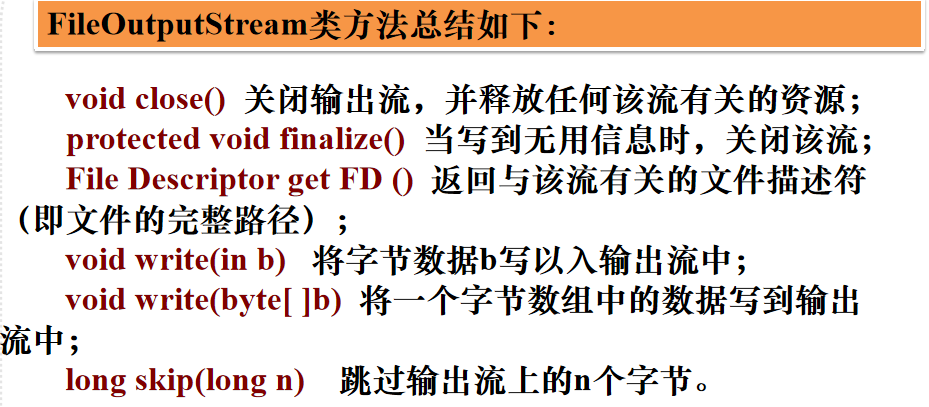 FileOutputStream类方法总结如下：
void close() 关闭输出流，并释放任何该流有关的资源；
protected void finalize() 当写到无用信息时，关闭该流；
File Descriptor get FD () 返回与该流有关的文件描述符
（即文件的完整路径）；
void write(in b) 将字节数据b写以入输出流中；
void write(byte[ ]b) 将一个字节数组中的数据写到输出
流中；
long skip(long n) 跳过输出流上的n个字节。